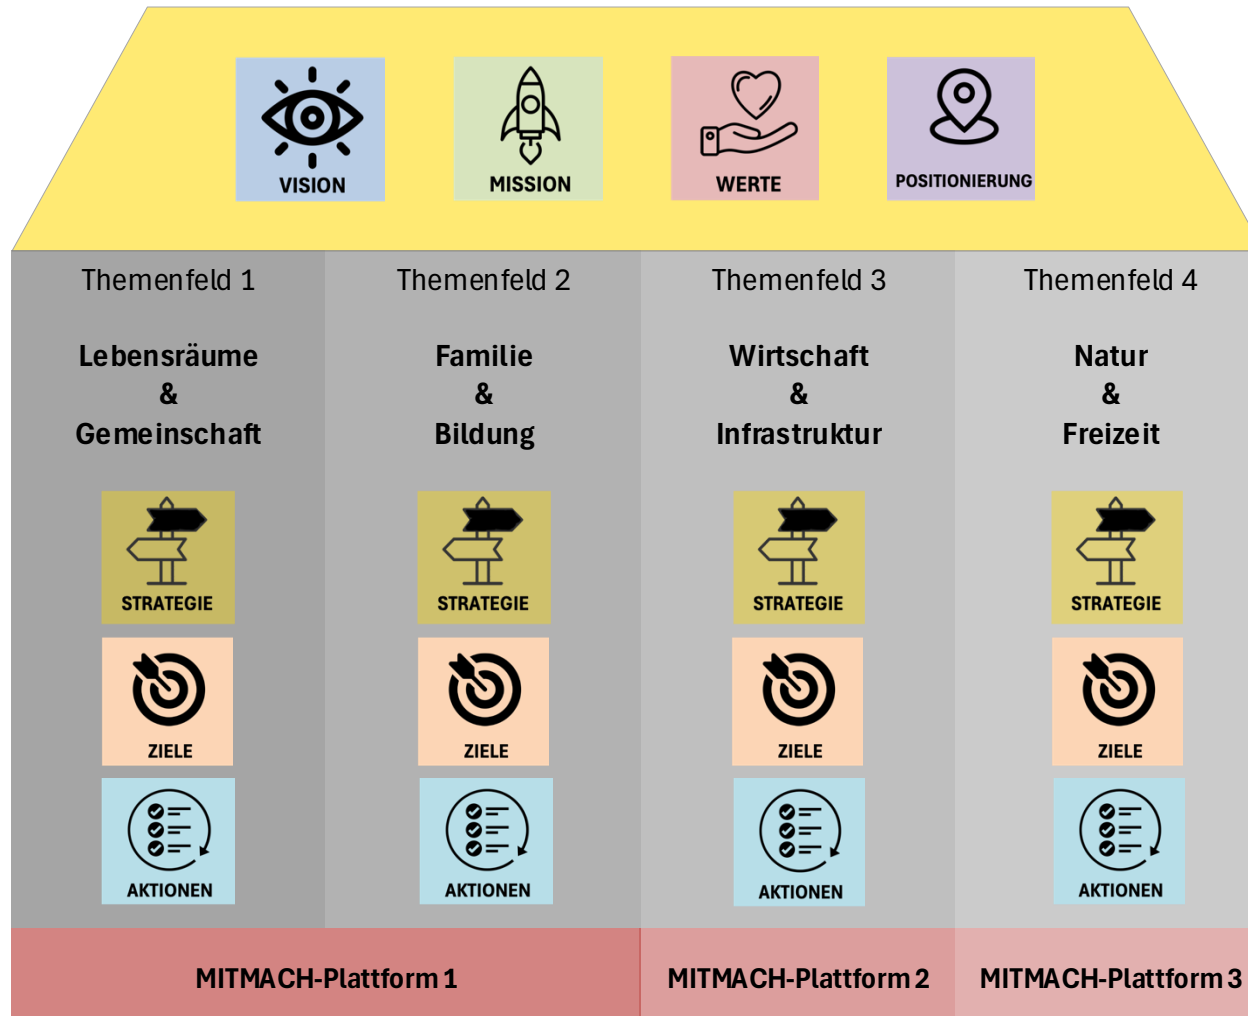 VISION
MISSION
WERTE
POSITIONIERUNG
Themenfeld 1
Themenfeld 2
Themenfeld 3
Themenfeld 4
Lebensräume
&
Gemeinschaft
Familie
&
Bildung
Wirtschaft
&
Infrastruktur
Natur
&
Freizeit
STRATEGIE
STRATEGIE
STRATEGIE
STRATEGIE
ZIELE
ZIELE
ZIELE
ZIELE
AKTIONEN
AKTIONEN
AKTIONEN
AKTIONEN
MITMACH-Plattform 1
MITMACH-Plattform 2
MITMACH-Plattform 3